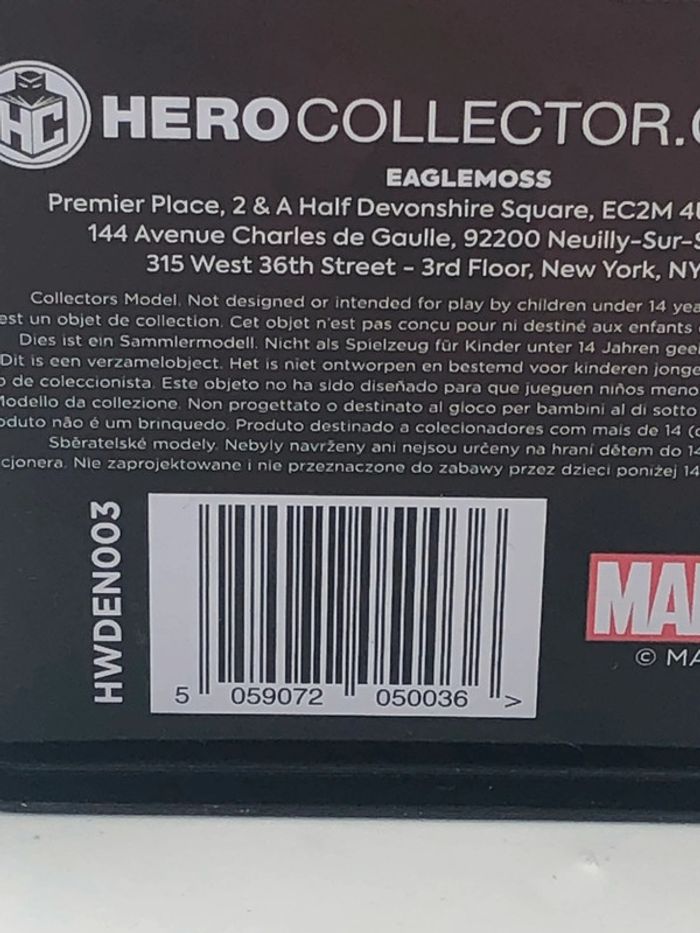 HC
HEROCOLLECTOR.
EAGLEMOSS
Premier Place, 2 & A Half Devonshire Square, EC2M
144 Avenue Charles de Gaulle, 92200 Neuilly-Sur-
315 West 36th Street - 3rd Floor, New York, NY
Collectors Model. Not designed or intended for play by children under 14
est un objet de collection. Cet objet n'est pas conçu pour ni destiné aux enfants
Dies ist ein Sammlermodell. Nicht als Spielzeug für Kinder unter 14 Jahren
Dit is een verzamelobject. Het is niet ontworpen en bestemd voor kinderen
de coleccionista. Este objeto no ha sido diseñado para que jueguen niños
Modello da collezione. Non progettato o destinato al gioco per bambini al di sotto
não é um brinquedo. Produto destinado a colecionadores com mais de 14
Sběratelské modely. Nebyly navrženy ani nejsou určeny na hraní dětem do 14
Nie zaprojektowane i nie przeznaczone do zabawy przez dzieci poniżej 14
HWDEN003
5 059072 050036 >
MA
© MA